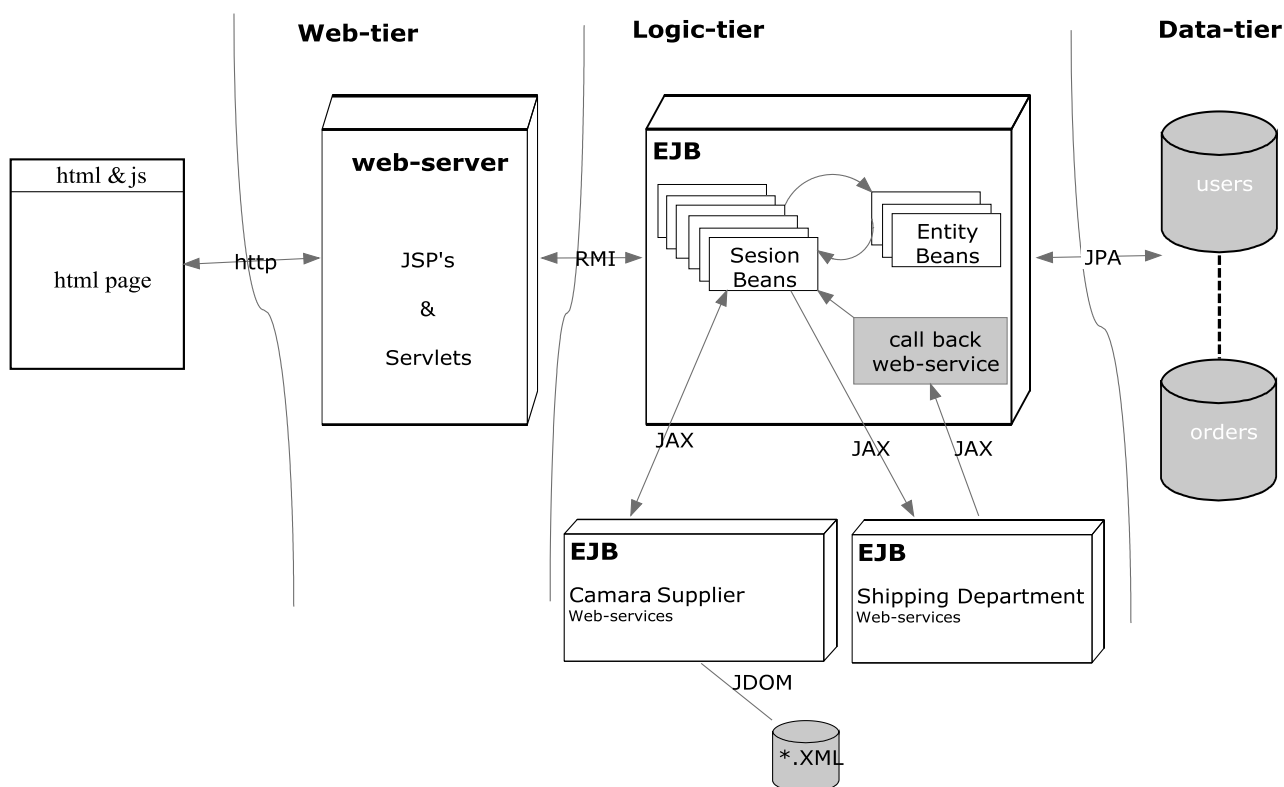 Web-tier
Logic-tier
Data-tier
html & js
html page
http
web-server
JSP's
&
Servlets
RMI
EJB
Sesion
Beans
Entity
Beans
call back
web-service
JPA
users
orders
JAX
JAX
JAX
EJB
Camara Supplier
Web-services
EJB
Shipping Department
Web-services
JDOM
*.XML